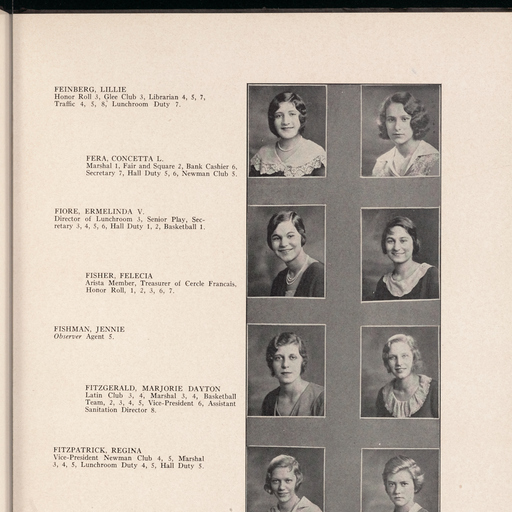 FEINBERG, LILLIE
Honor Roll 3, Glee Club 3, Librarian 4, 5, 7,
Traffic 4, 5, 8, Lunchroom Duty 7.
FERA, CONCETTA L.
Marshal 1, Fair and Square 2, Bank Cashier 6,
Secretary 7, Hall Duty 5, 6, Newman Club 5.
FIORE, ERMELINDA V.
Director of Lunchroom 3, Senior Play, Sec-
retary 3, 4, 5, 6, Hall Duty 1, 2, Basketball 1.
FISHER, FELECIA
Arista Member, Treasurer of Cercle Francais,
Honor Roll, 1, 2, 3, 6, 7.
FISHMAN, JENNIE
Observer Agent 5.
FITZGERALD, MARJORIE DAYTON
Latin Club 3, 4, Marshal 3, 4, Basketball
Team, 2, 3, 4, 5, Vice-President 6, Assistant
Sanitation Director 8.
FITZPATRICK, REGINA
Vice-President Newman Club 4, 5, Marshal
3, 4, 5, Lunchroom Duty 4, 5, Hall Duty 5.